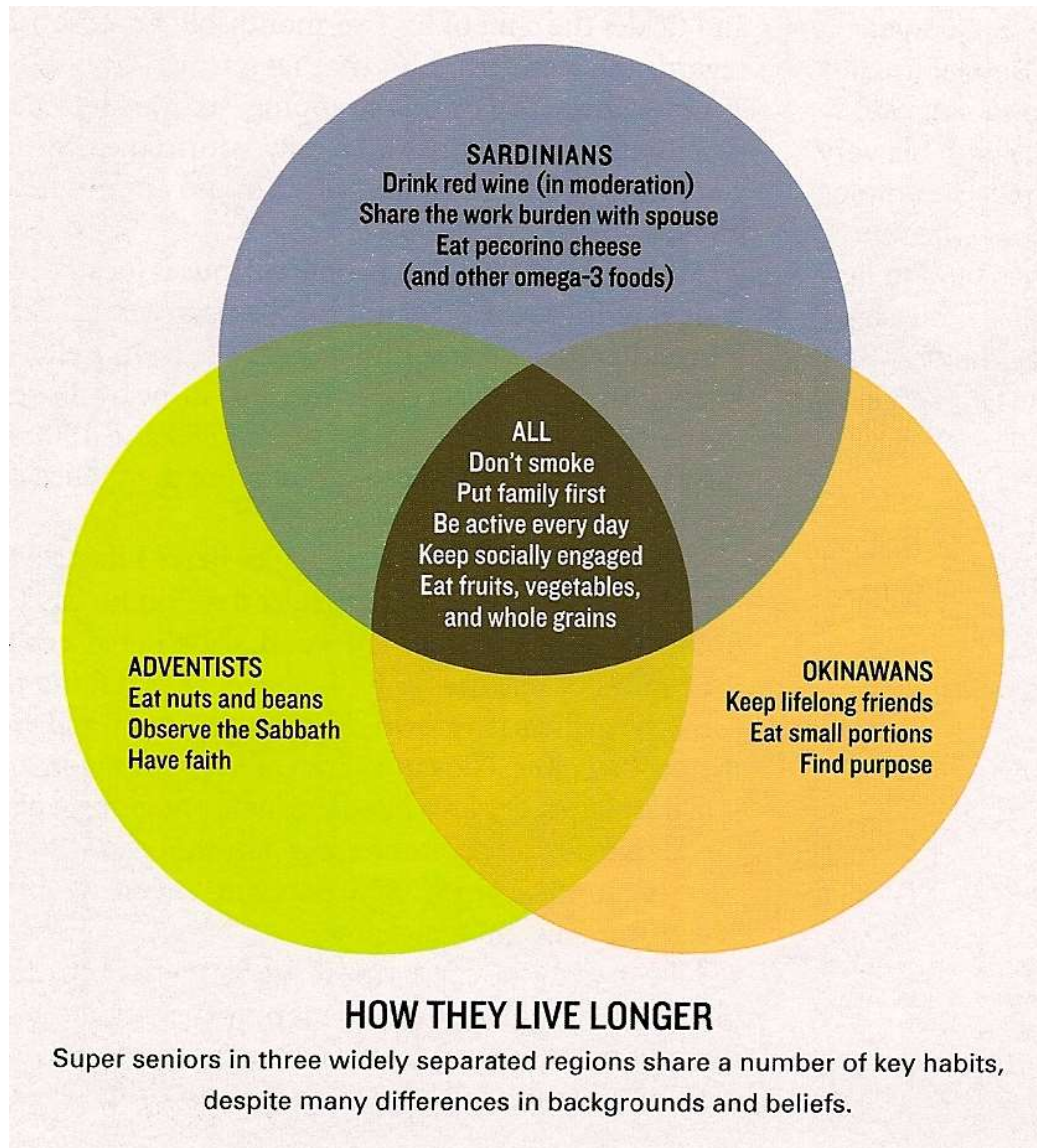 SARDINIANS
Drink red wine (in moderation)
Share the work burden with spouse
Eat pecorino cheese
(and other omega-3 foods)
ALL
Don't smoke
Put family first
Be active every day
Keep socially engaged
Eat fruits, vegetables,
and whole grains
ADVENTISTS
Eat nuts and beans
Observe the Sabbath
Have faith
OKINAWANS
Keep lifelong friends
Eat small portions
Find purpose
HOW THEY LIVE LONGER
Super seniors in three widely separated regions share a number of key habits,
despite many differences in backgrounds and beliefs.